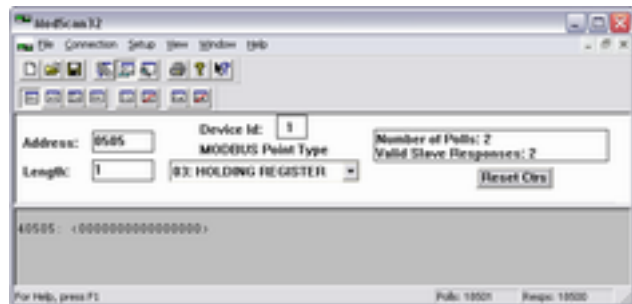 ModScan32
File Connection Setup View Window Help
Address: 0505
Device Id: 1
MODBUS Point Type
Length: 1
03: HOLDING REGISTER
Number of Polls: 2
Valid Slave Responses: 2
Reset Ctrs
40505: <0000000000000000>
For Help, press F1
Polls: 10501
Resps: 10500